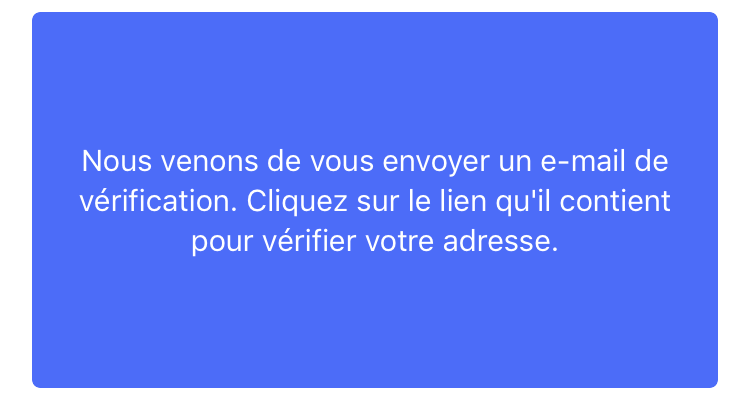 Nous venons de vous envoyer un e-mail de
vérification. Cliquez sur le lien qu'il contient
pour vérifier votre adresse.